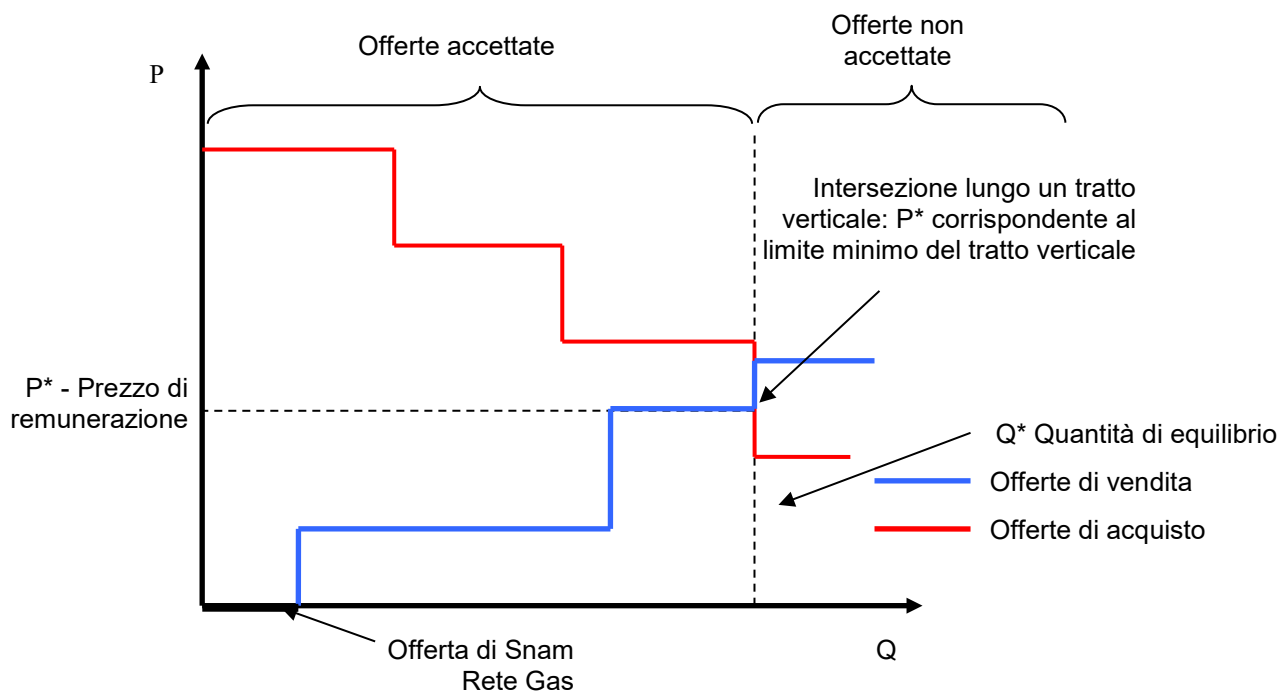 Offerte accettate
Offerte non
accettate
P
Intersezione lungo un tratto
verticale: P* corrispondente al
limite minimo del tratto verticale
P* - Prezzo di
remunerazione
Q* Quantità di equilibrio
Offerte di vendita
Offerte di acquisto
Offerta di Snam
Rete Gas
Q